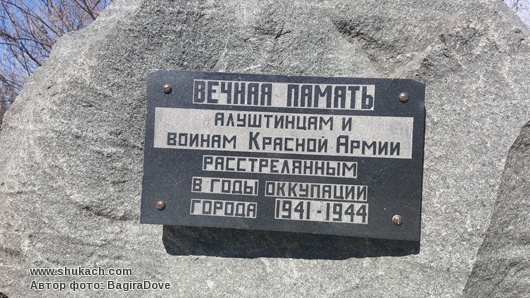 ВЕЧНАЯ ПАМЯТЬ
АЛУШТИНЦАМ И
ВОИНАМ КРАСНОЙ АРМИИ
РАССТРЕЛЯННЫМ
В ГОДЫ ОККУПАЦИИ
ГОРОДА 1941-1944
www.shukach.com
Автор фото: BagiraDove